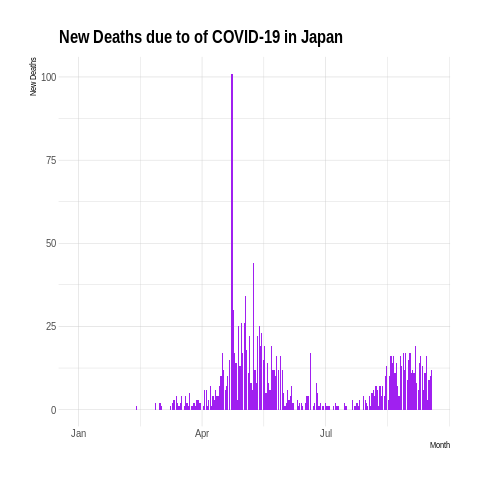 New Deaths due to of COVID-19 in Japan
New Deaths
100
75
50
25
0
Jan
Apr
Jul
Month